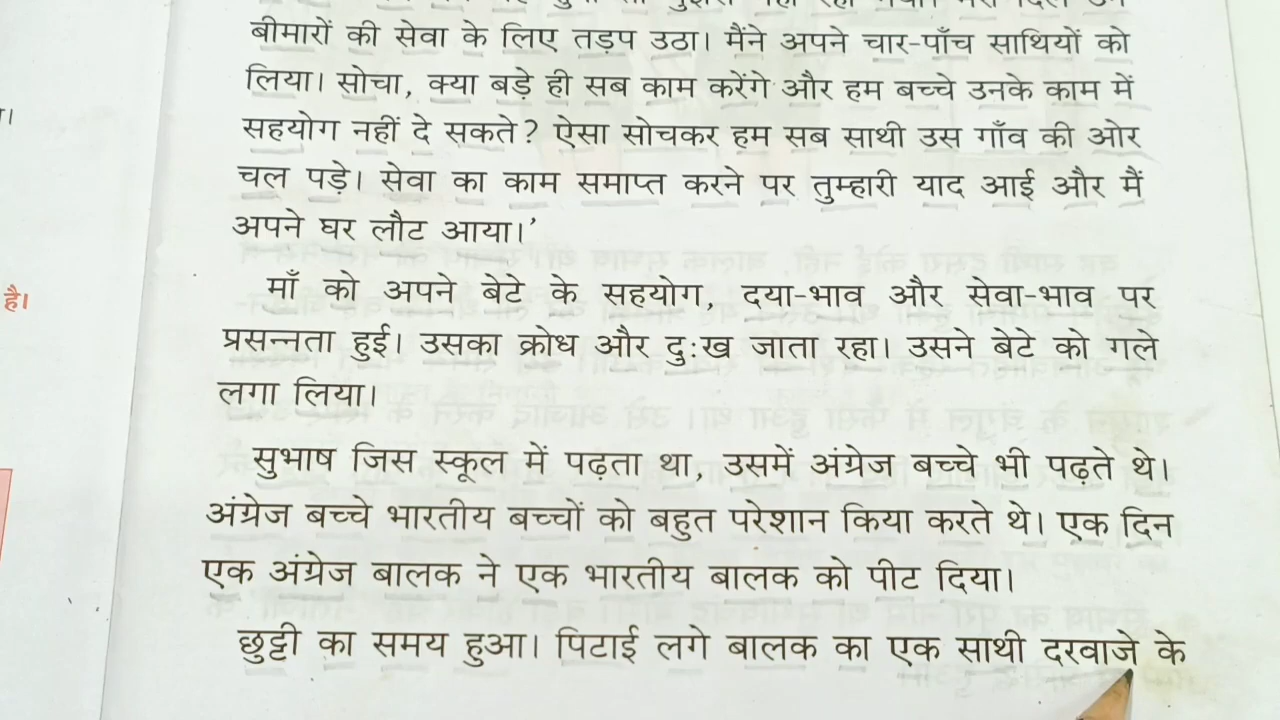 बीमारों की सेवा के लिए तड़प उठा। मैंने अपने चार-पाँच साथियों को
लिया। सोचा, क्या बड़े ही सब काम करेंगे और हम बच्चे उनके काम में
सहयोग नहीं दे सकते? ऐसा सोचकर हम सब साथी उस गाँव की ओर
चल पड़े। सेवा का काम समाप्त करने पर तुम्हारी याद आई और मैं
अपने घर लौट आया।’
माँ को अपने बेटे के सहयोग, दया-भाव और सेवा-भाव पर
प्रसन्नता हुई। उसका क्रोध और दुःख जाता रहा। उसने बेटे को गले
लगा लिया।
सुभाष जिस स्कूल में पढ़ता था, उसमें अंग्रेज बच्चे भी पढ़ते थे।
अंग्रेज बच्चे भारतीय बच्चों को बहुत परेशान किया करते थे। एक दिन
एक अंग्रेज बालक ने एक भारतीय बालक को पीट दिया।
छुट्टी का समय हुआ। पिटाई लगे बालक का एक साथी दरवाजे के
है।